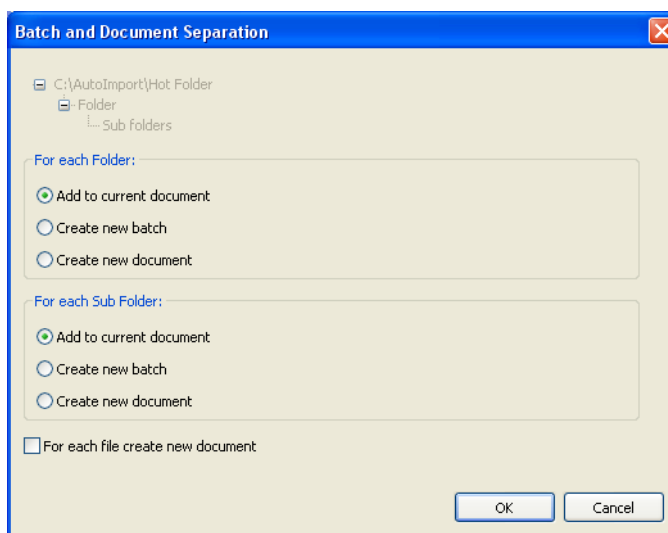 Batch and Document Separation
C:\AutoImport\Hot Folder
Folder
Sub folders
For each Folder:
Add to current document
Create new batch
Create new document
For each Sub Folder:
Add to current document
Create new batch
Create new document
For each file create new document
OK Cancel